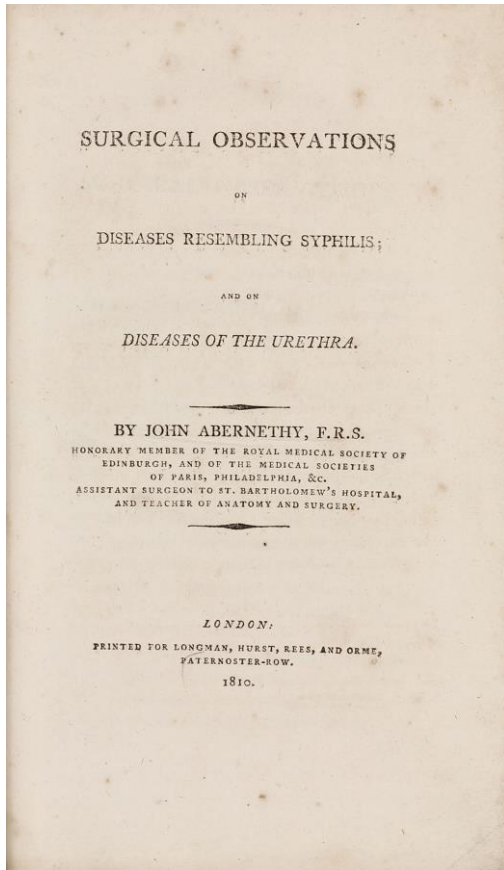 SURGICAL OBSERVATIONS
ON
DISEASES RESEMBLING SYPHILIS;
AND ON
DISEASES OF THE URETHRA.
BY JOHN ABERNETHY, F.R.S.
HONORARY MEMBER OF THE ROYAL MEDICAL SOCIETY OF
EDINBURGH, AND OF THE MEDICAL SOCIETIES
OF PARIS, PHILADELPHIA, &c.
ASSISTANT SURGEON TO ST. BARTHOLOMEW'S HOSPITAL,
AND TEACHER OF ANATOMY AND SURGERY.
LONDON:
PRINTED FOR LONGMAN, HURST, REES, AND ORME,
PATERNOSTER-ROW.
1810.